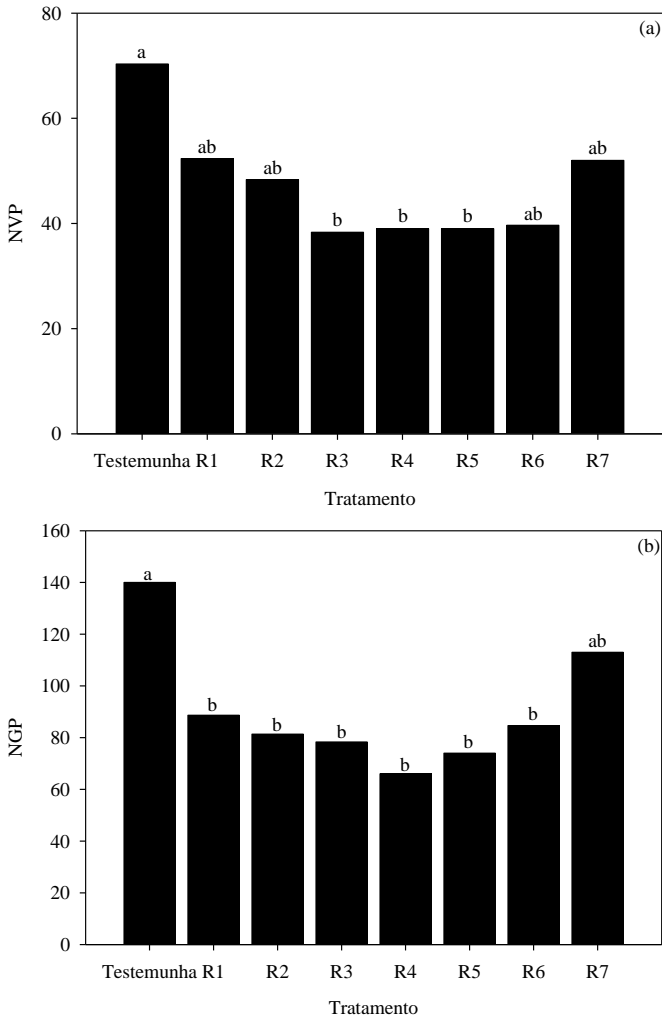 80
(a)
a
60
ab
ab
ab
40
b
b
b
ab
NVP
20
0
Testemunha R1 R2 R3 R4 R5 R6 R7
Tratamento
160
(b)
a
140
120
ab
100
NGP
b
b
b
b
b
b
80
60
40
20
0
Testemunha R1 R2 R3 R4 R5 R6 R7
Tratamento